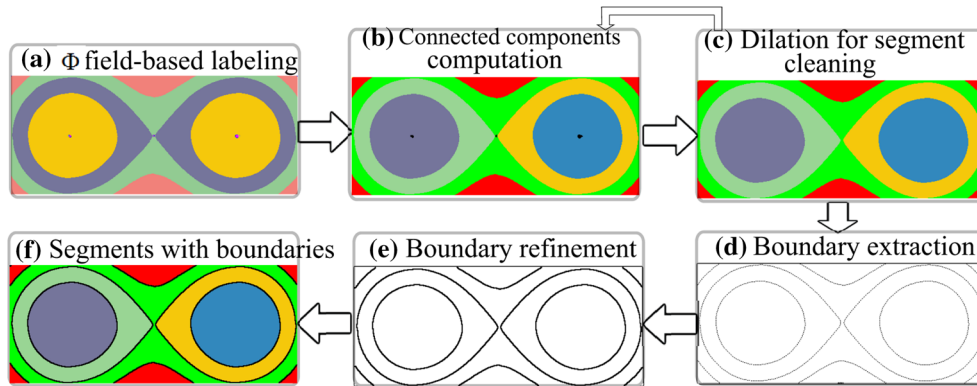 (a) Φ field-based labeling
(b) Connected components
computation
(c) Dilation for segment
cleaning
(d) Boundary extraction
(e) Boundary refinement
(f) Segments with boundaries